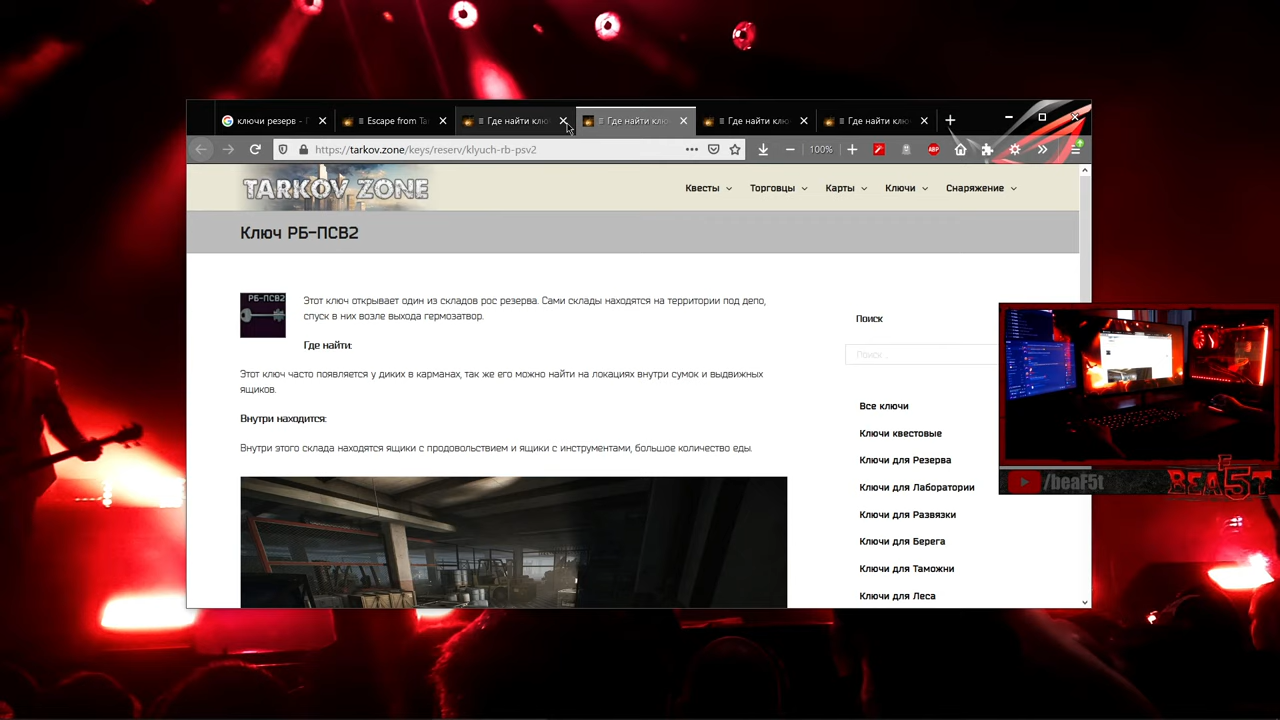 ключи резерв -
Escape from Ta
Где найти клю
Где найти клю
Где найти клю
Где найти клю
https://tarkov.zone/keys/reserv/klyuch-rb-psv2
100%
ABP
TARKOV ZONE
Квесты
Торговцы
Карты
Ключи
Снаряжение
Ключ РБ-ПСВ2
РБ-ПСВ2
Этот ключ открывает один из складов рос резерва. Сами склады находятся на территории под депо,
спуск в них возле выхода гермозатвор.
Где найти:
Этот ключ часто появляется у диких в карманах, так же его можно найти на локациях внутри сумок и выдвижных
ящиков.
Внутри находится:
Внутри этого склада находятся ящики с продовольствием и ящики с инструментами, большое количество еды.
Поиск
Поиск ...
Все ключи
Ключи квестовые
Ключи для Резерва
Ключи для Лаборатории
Ключи для Развязки
Ключи для Берега
Ключи для Таможни
Ключи для Леса
/beaF5t
BEAF5T